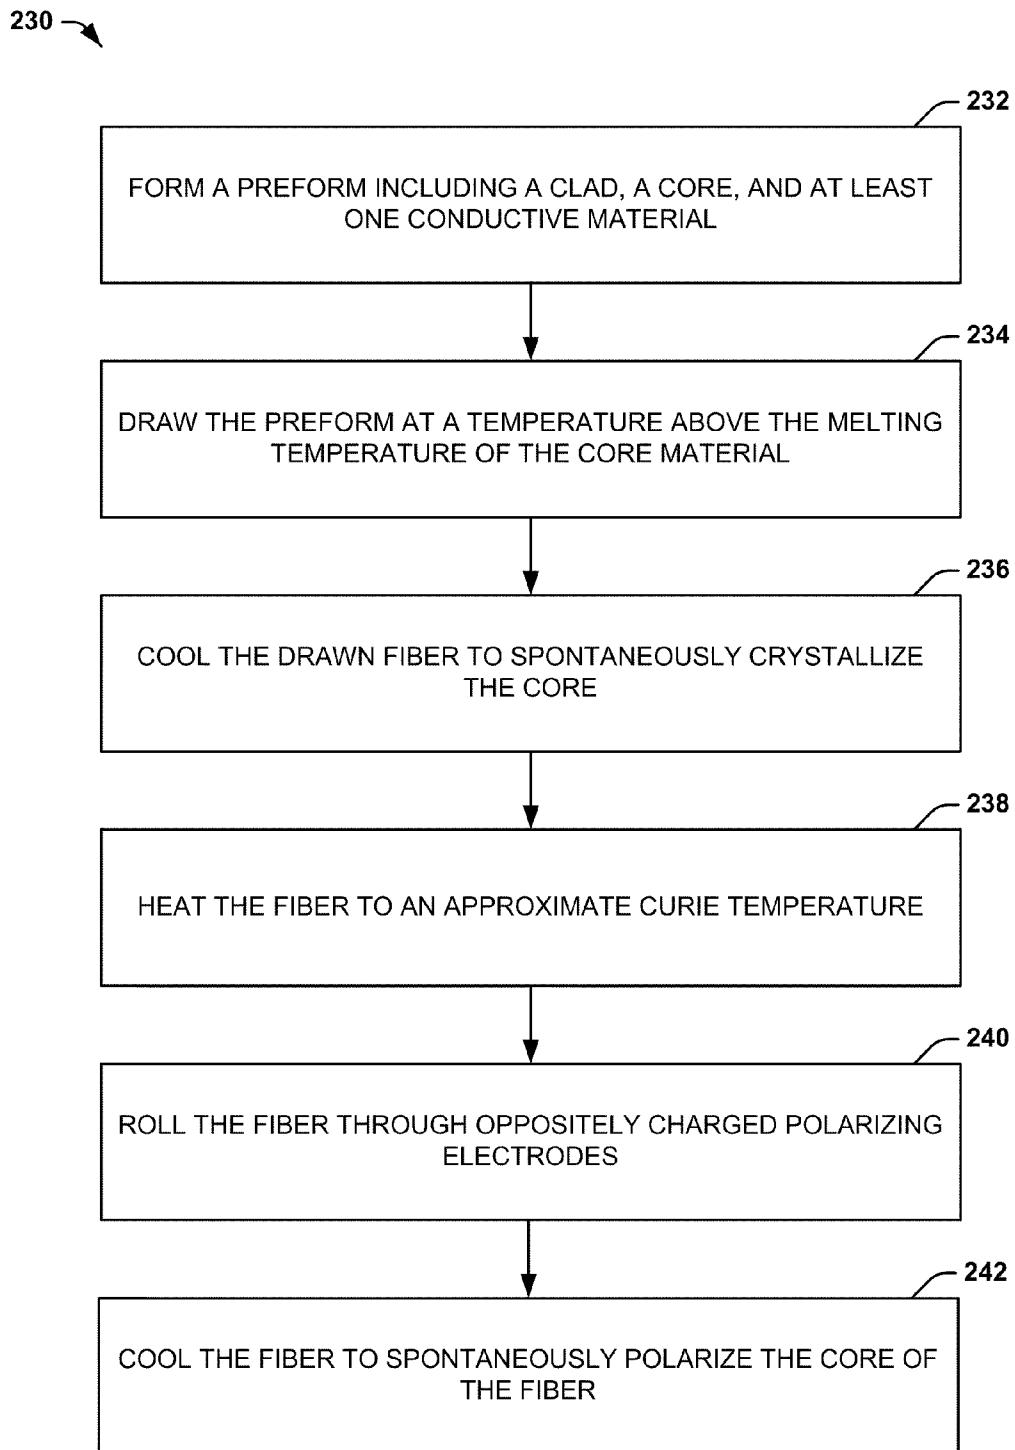 230
232
FORM A PREFORM INCLUDING A CLAD, A CORE, AND AT LEAST
ONE CONDUCTIVE MATERIAL
234
DRAW THE PREFORM AT A TEMPERATURE ABOVE THE MELTING
TEMPERATURE OF THE CORE MATERIAL
236
COOL THE DRAWN FIBER TO SPONTANEOUSLY CRYSTALLIZE
THE CORE
238
HEAT THE FIBER TO AN APPROXIMATE CURIE TEMPERATURE
240
ROLL THE FIBER THROUGH OPPOSITELY CHARGED POLARIZING
ELECTRODES
242
COOL THE FIBER TO SPONTANEOUSLY POLARIZE THE CORE OF
THE FIBER